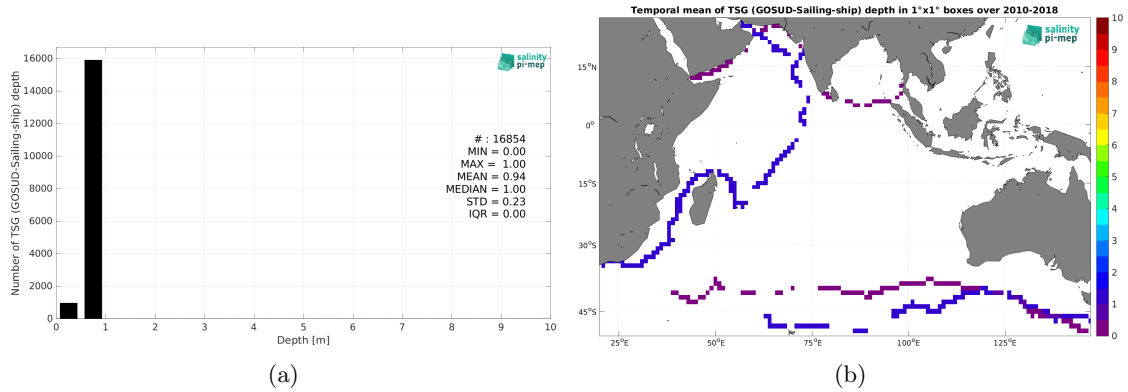 salinity
pi-mep
Number of TSG (GOSUD-Sailing-ship) depth
16000
14000
12000
10000
8000
6000
4000
2000
0
# : 16854
MIN = 0.00
MAX = 1.00
MEAN = 0.94
MEDIAN = 1.00
STD = 0.23
IQR = 0.00
0 1 2 3 4 5 6 7 8 9 10
Depth [m]
(a)
Temporal mean of TSG (GOSUD-Sailing-ship) depth in 1°x1° boxes over 2010-2018
salinity
pi-mep
15°N
0°
15°S
30°S
45°S
25°E 50°E 75°E 100°E 125°E
10
9
8
7
6
5
4
3
2
1
0
(b)